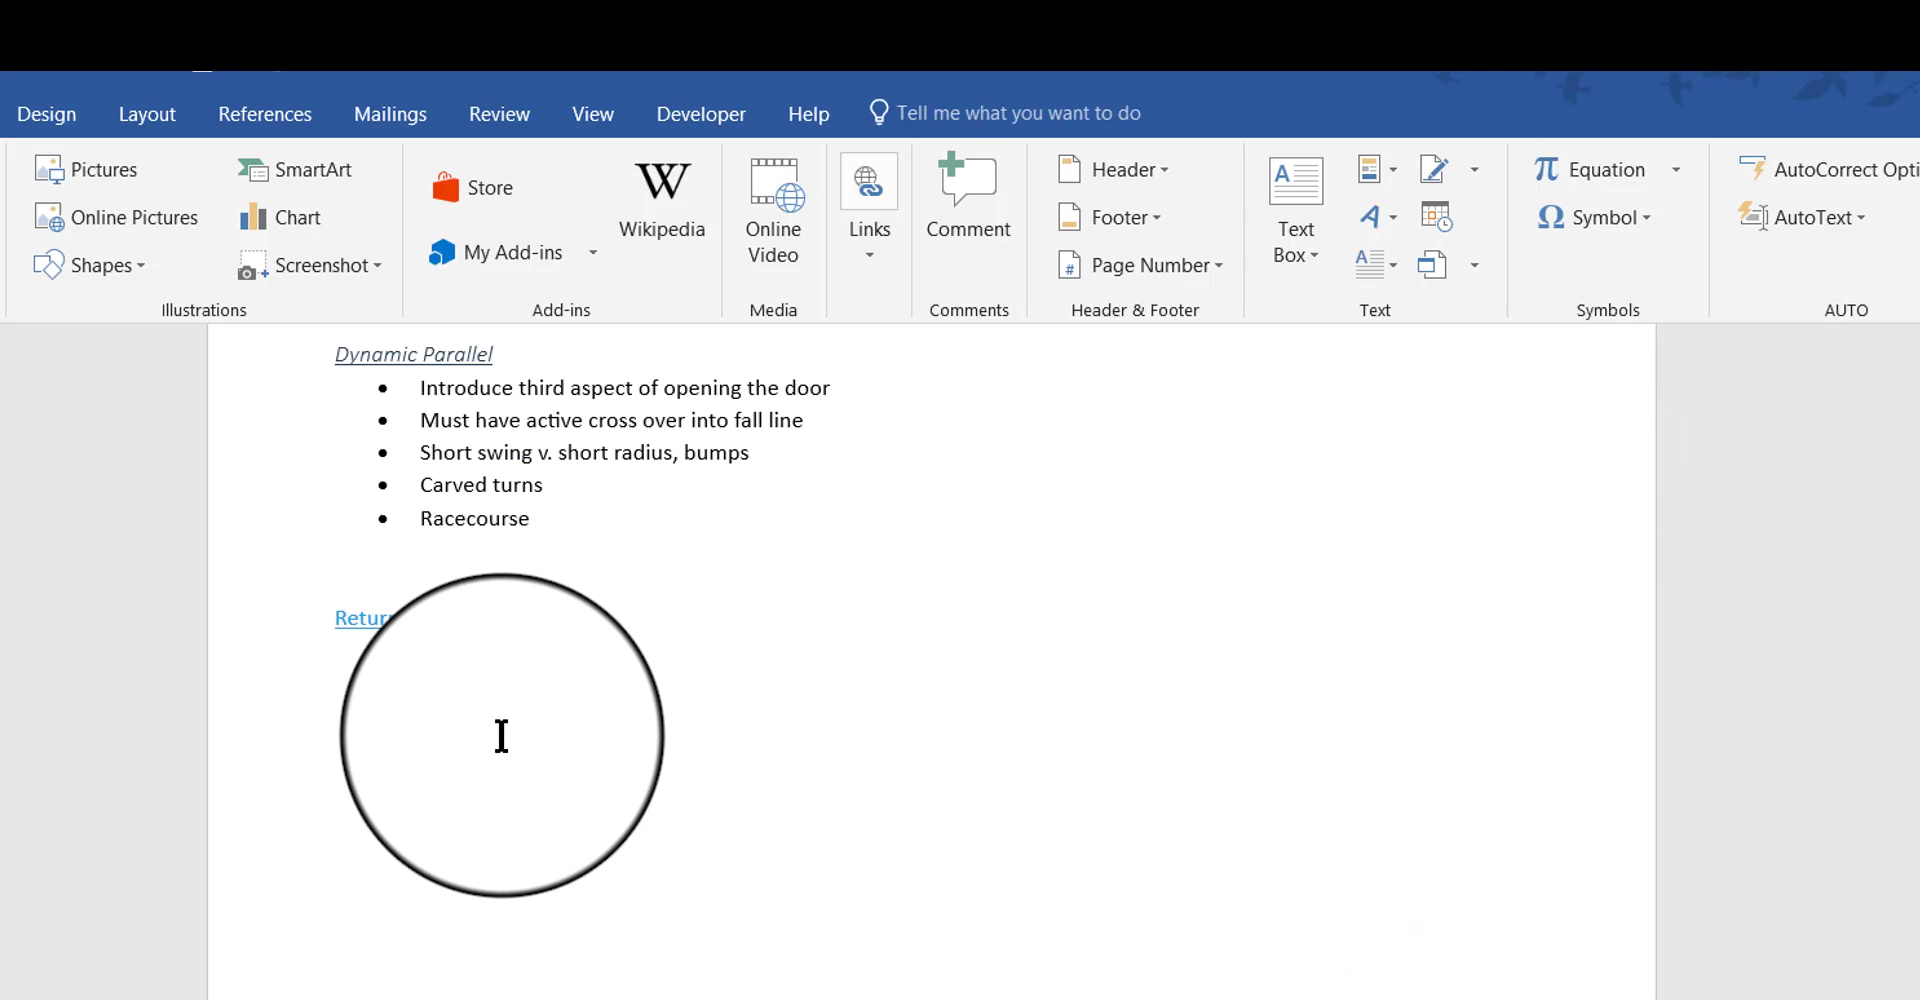 Design Layout References Mailings Review View Developer Help Tell me what you want to do
Pictures SmartArt Store Wikipedia Online Video Links Comment Header Text Box Equation AutoCorrect
Online Pictures Chart My Add-ins Footer Symbol AutoText
Shapes Screenshot Page Number
Illustrations Add-ins Media Comments Header & Footer Text Symbols AUTO
Dynamic Parallel
• Introduce third aspect of opening the door
• Must have active cross over into fall line
• Short swing v. short radius, bumps
• Carved turns
• Racecourse